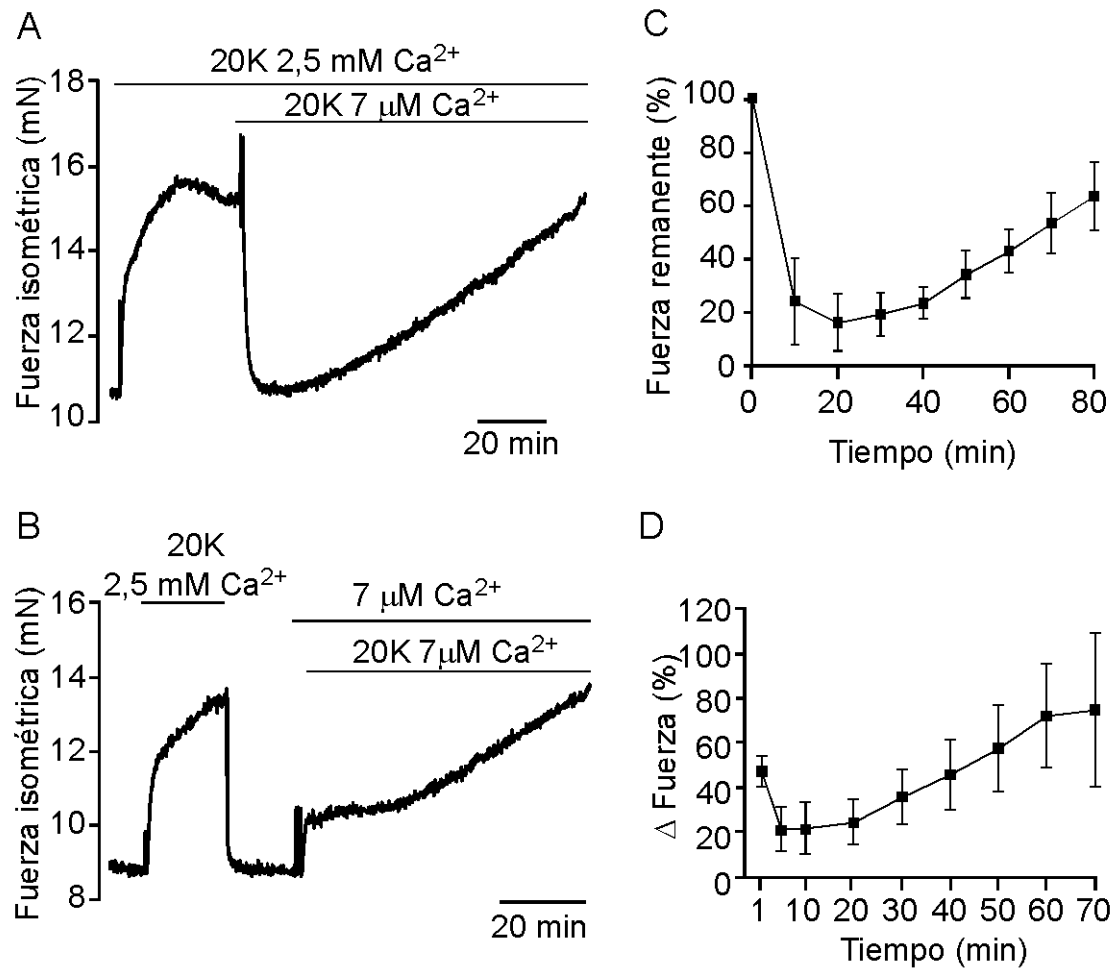 A
20K 2,5 mM Ca²⁺
20K 7 μM Ca²⁺
Fuerza isométrica (mN)
18
16
14
12
10
20 min
C
Fuerza remanente (%)
100
80
60
40
20
0
0 20 40 60 80
Tiempo (min)
B
20K
2,5 mM Ca²⁺
7 μM Ca²⁺
20K 7μM Ca²⁺
Fuerza isométrica (mN)
16
14
12
10
8
20 min
D
Δ Fuerza (%)
120
100
80
60
40
20
0
1 10 20 30 40 50 60 70
Tiempo (min)